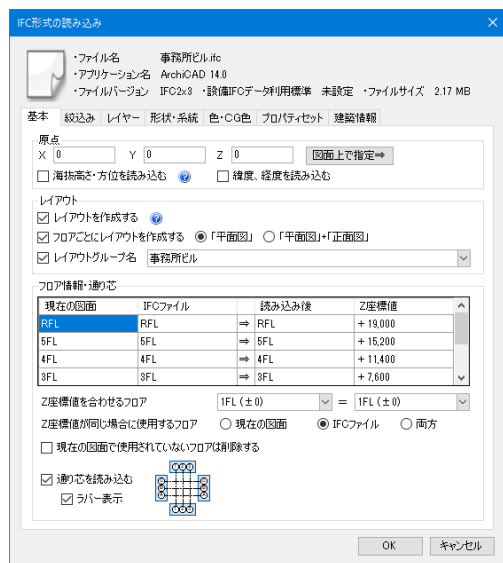 IFC形式の読み込み
・ファイル名 事務所ビル.ifc
・アプリケーション名 ArchiCAD 14.0
・ファイルバージョン IFC2x3 ・設備IFCデータ利用標準 未設定 ・ファイルサイズ 2.17 MB
基本 絞込み レイヤー 形状・系統 色・CG色 プロパティセット 建築情報
原点
X 0 Y 0 Z 0 図面上で指定⇒
海抜高さ・方位を読み込む 緯度、経度を読み込む
レイアウト
レイアウトを作成する
フロアごとにレイアウトを作成する 「平面図」 「平面図」+「正面図」
レイアウトグループ名 事務所ビル
フロア情報・通り芯
現在の図面 IFCファイル 読み込み後 Z座標値
RFL RFL ⇒ RFL + 19,000
5FL 5FL ⇒ 5FL + 15,200
4FL 4FL ⇒ 4FL + 11,400
3FL 3FL ⇒ 3FL + 7,600
Z座標値を合わせるフロア 1FL (±0) = 1FL (±0)
Z座標値が同じ場合に使用するフロア 現在の図面 IFCファイル 両方
現在の図面で使用されていないフロアは削除する
通り芯を読み込む
ラバー表示
OK キャンセル